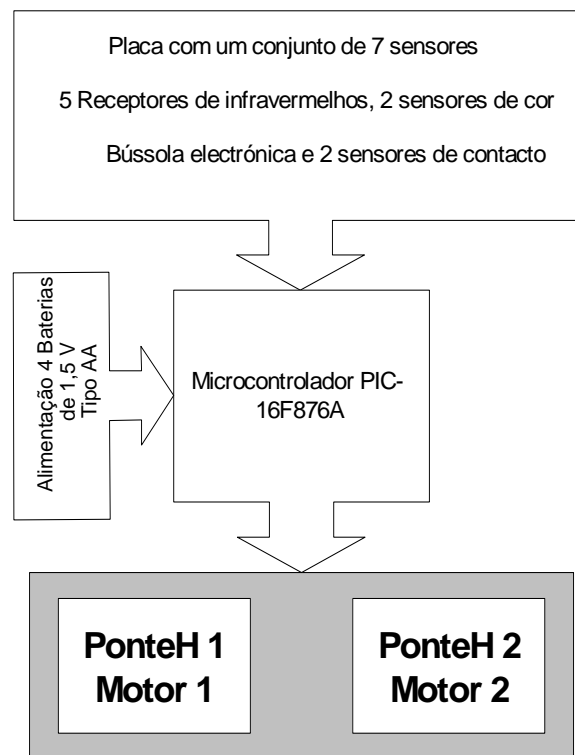 Placa com um conjunto de 7 sensores
5 Receptores de infravermelhos, 2 sensores de cor
Bússola electrónica e 2 sensores de contacto
Alimentação 4 Baterias
de 1,5 V
Tipo AA
Microcontrolador PIC-
16F876A
PonteH 1
Motor 1
PonteH 2
Motor 2